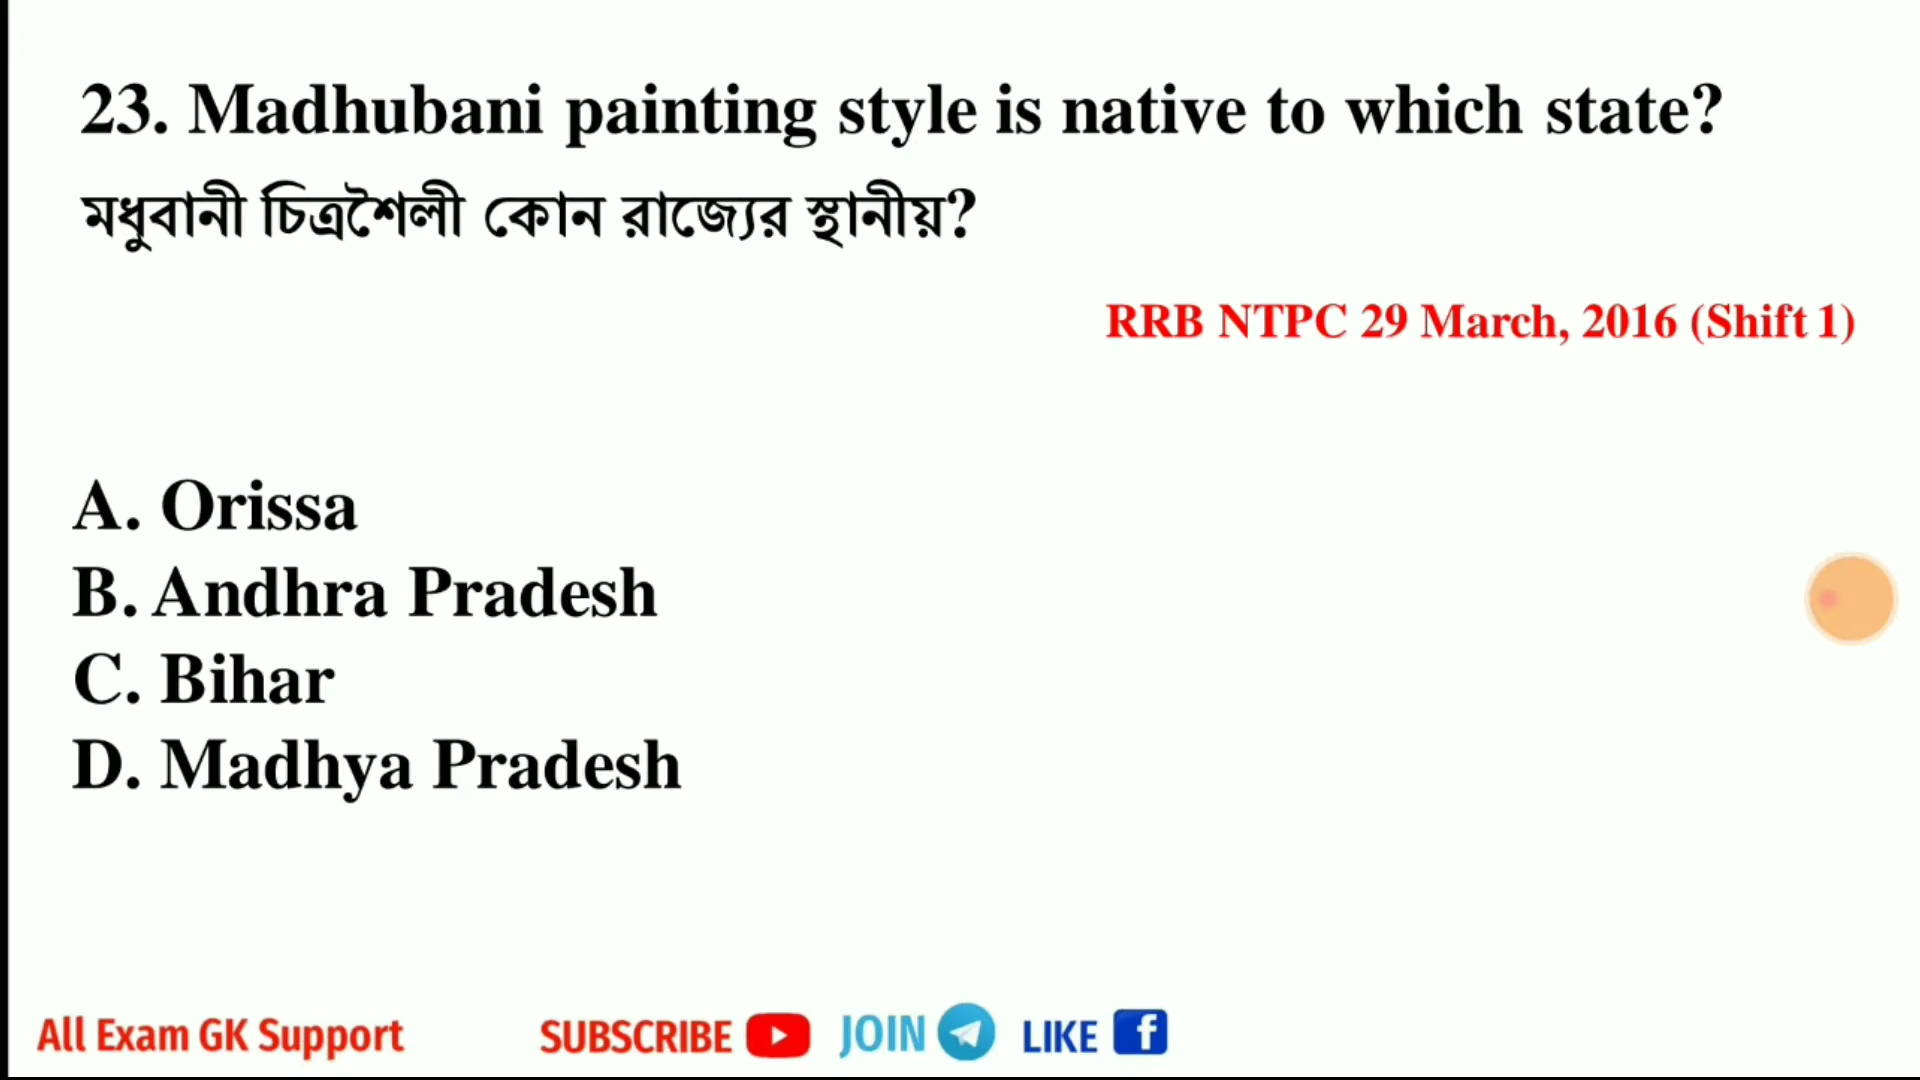 23. Madhubani painting style is native to which state?
মধুবানী চিত্রশৈলী কোন রাজ্যের স্থানীয়?
RRB NTPC 29 March, 2016 (Shift 1)
A. Orissa
B. Andhra Pradesh
C. Bihar
D. Madhya Pradesh
All Exam GK Support SUBSCRIBE JOIN LIKE f